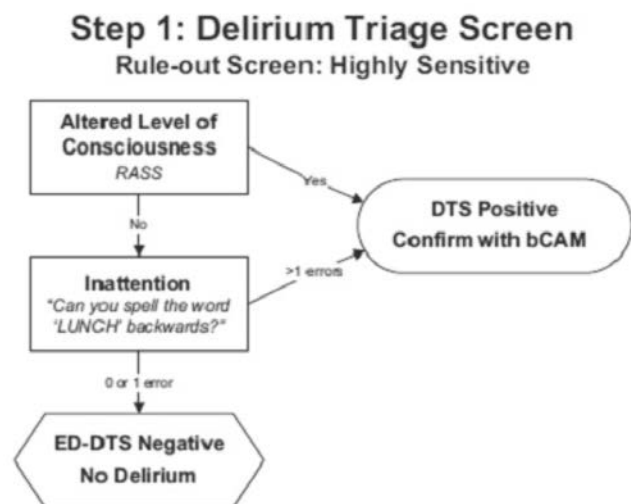 Step 1: Delirium Triage Screen
Rule-out Screen: Highly Sensitive
Altered Level of
Consciousness
RASS
Yes
DTS Positive
Confirm with bCAM
No
Inattention
"Can you spell the word
'LUNCH' backwards?"
>1 errors
0 or 1 error
ED-DTS Negative
No Delirium